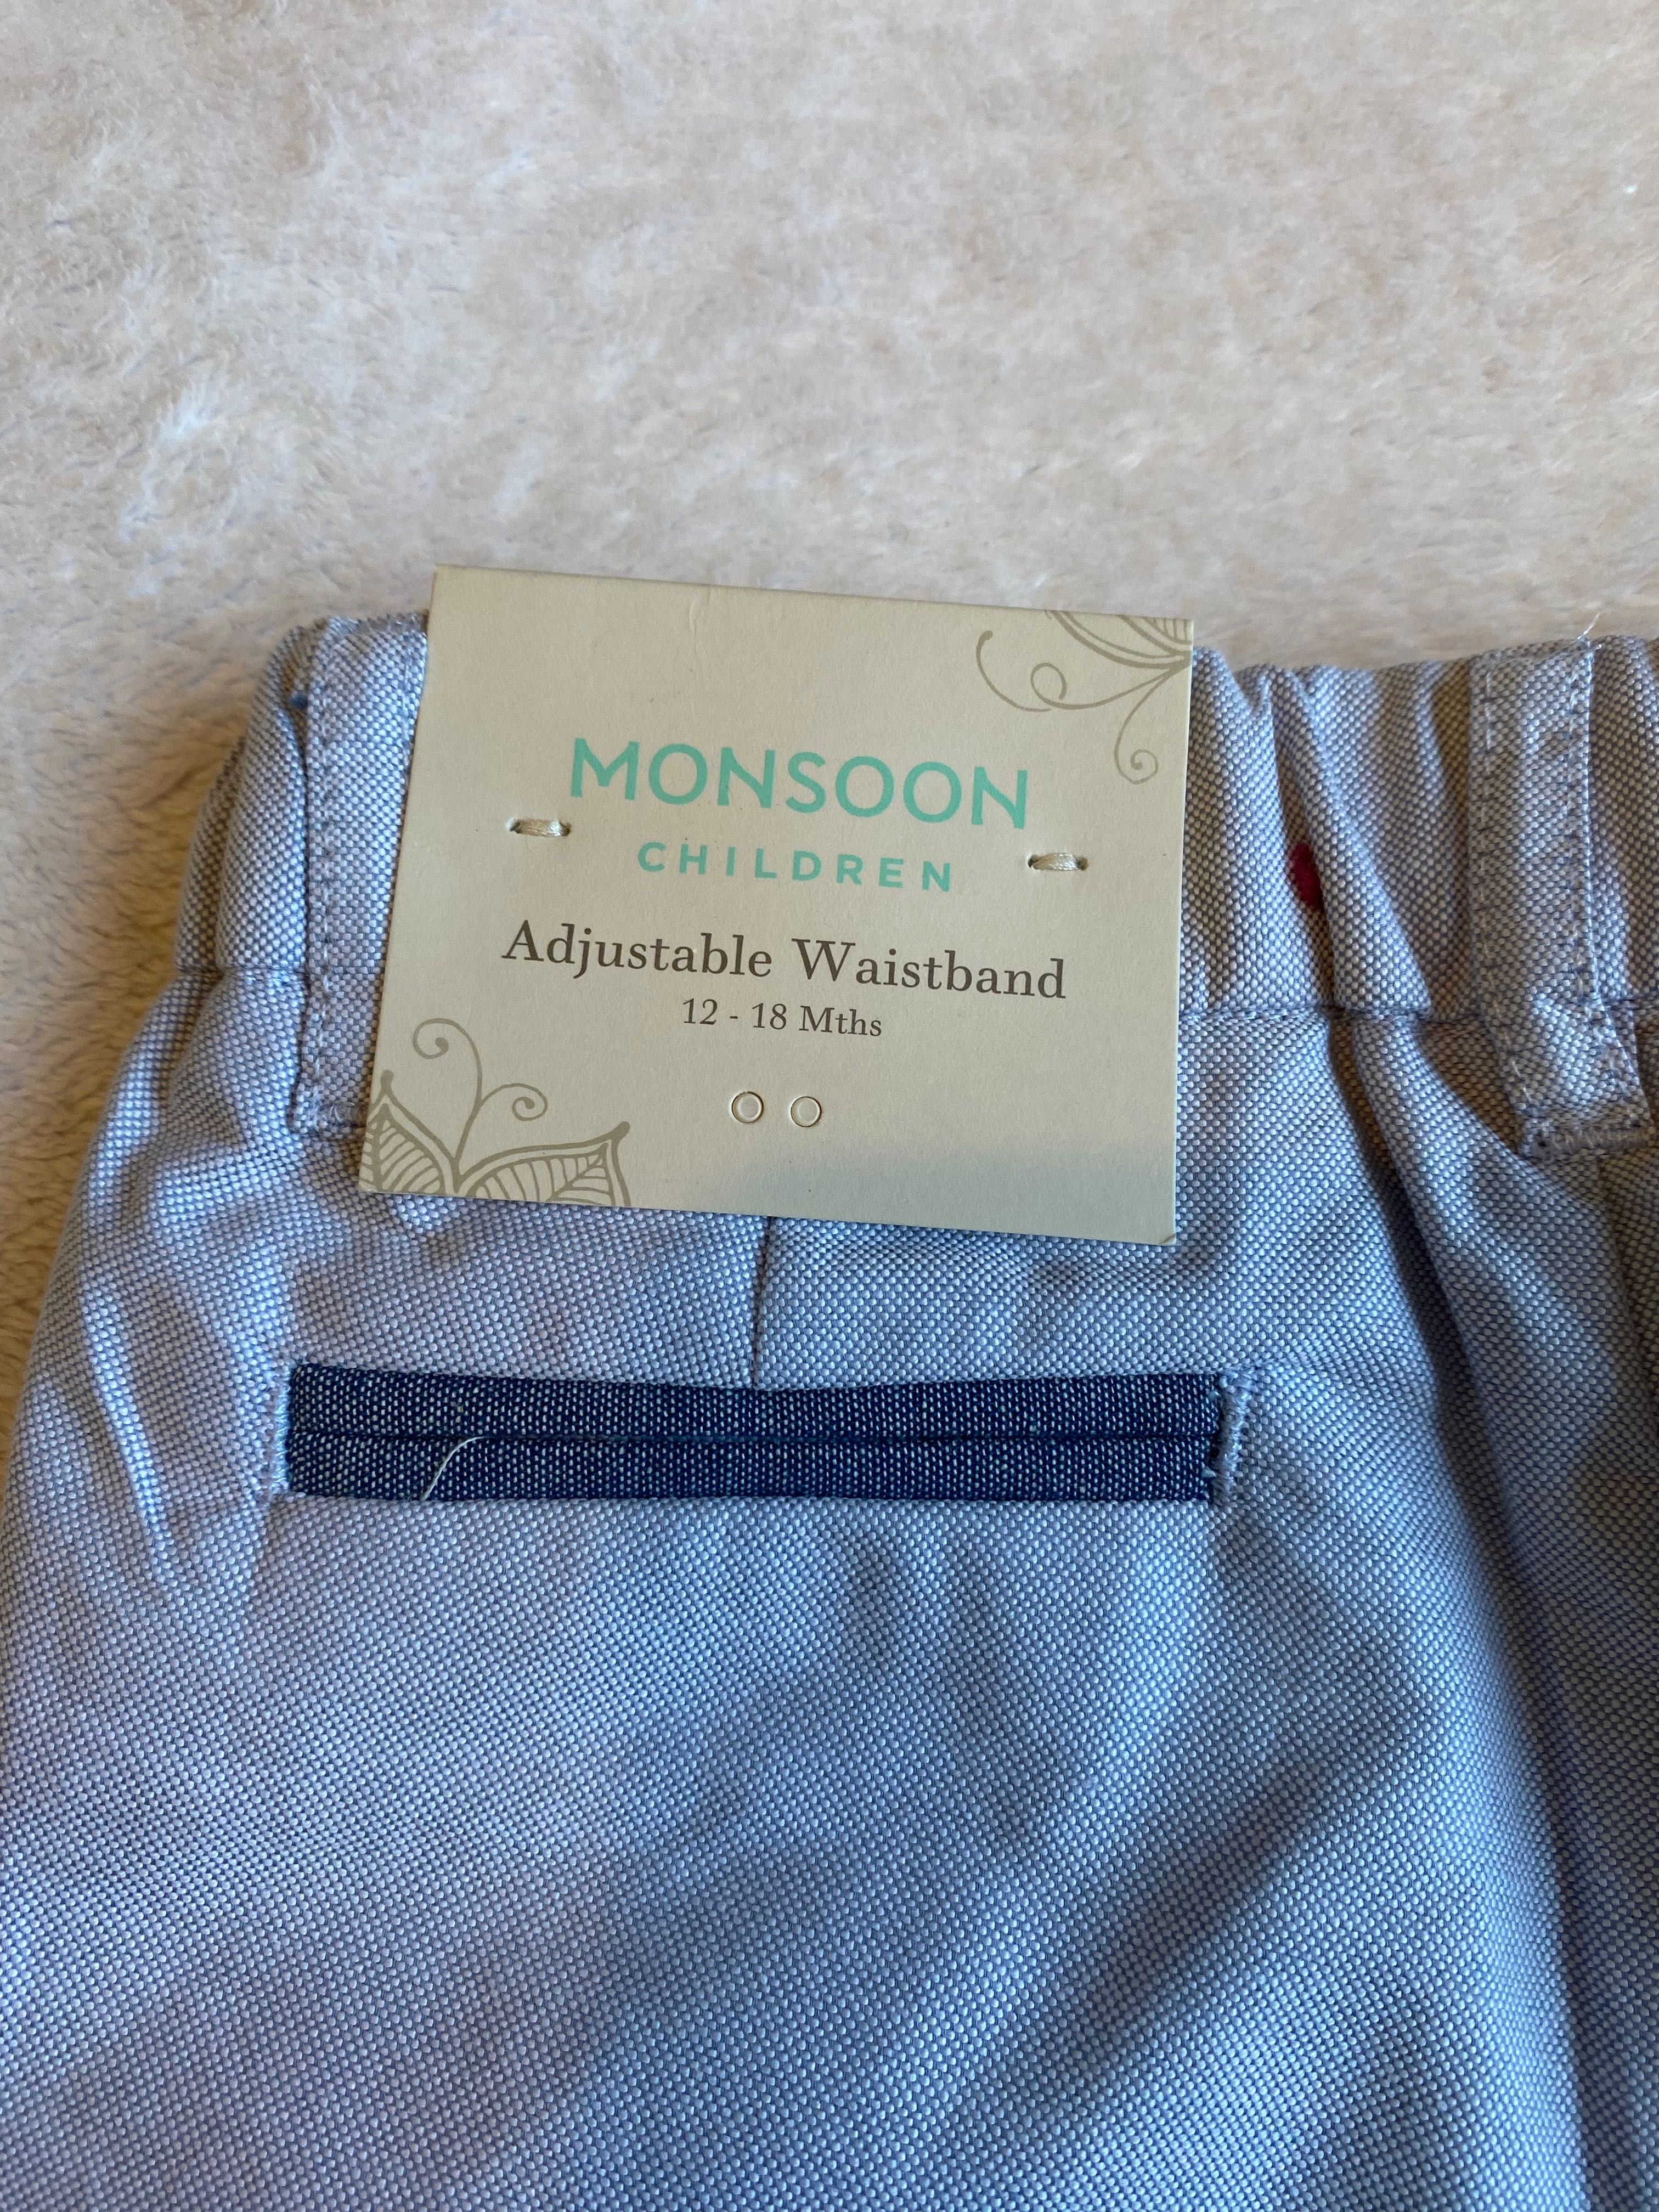 MONSOON
CHILDREN
Adjustable Waistband
12 - 18 Mths